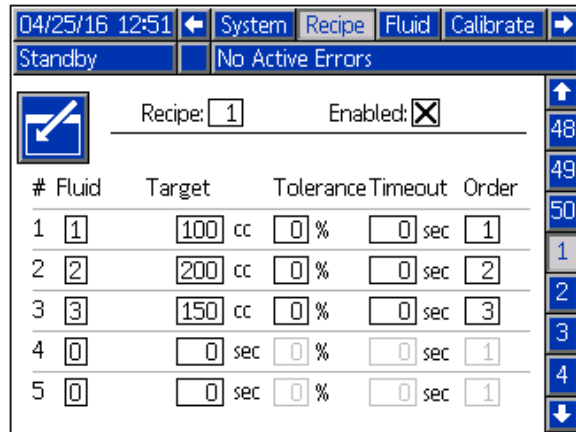 04/25/16 12:51 System Recipe Fluid Calibrate
Standby No Active Errors
Recipe: 1 Enabled:
48
49
50
1
2
3
4
# Fluid Target Tolerance Timeout Order
1 1 100 cc 0 % 0 sec 1
2 2 200 cc 0 % 0 sec 2
3 3 150 cc 0 % 0 sec 3
4 0 0 sec 0 % 0 sec 1
5 0 0 sec 0 % 0 sec 1